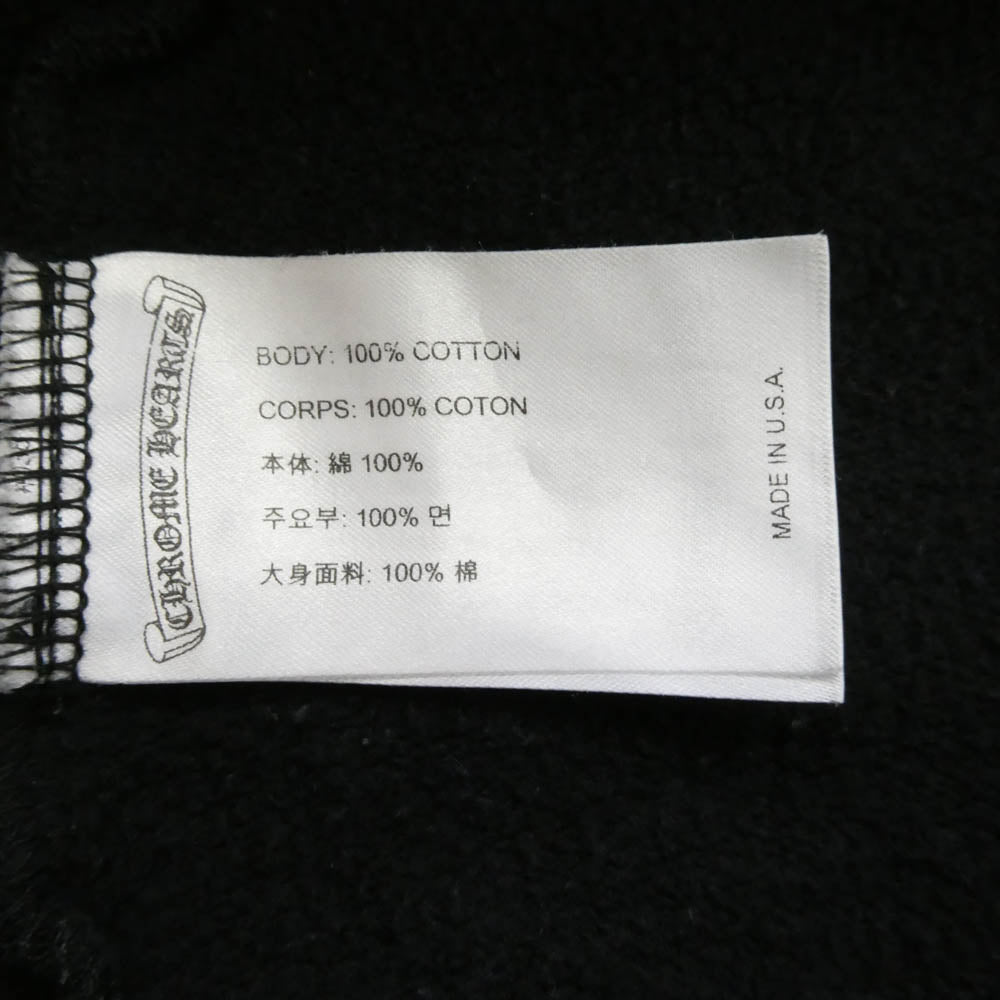 CHROME HEARTS
BODY: 100% COTTON
CORPS: 100% COTON
本体: 綿 100%
주요부: 100% 면
大身面料: 100% 棉
MADE IN U.S.A.